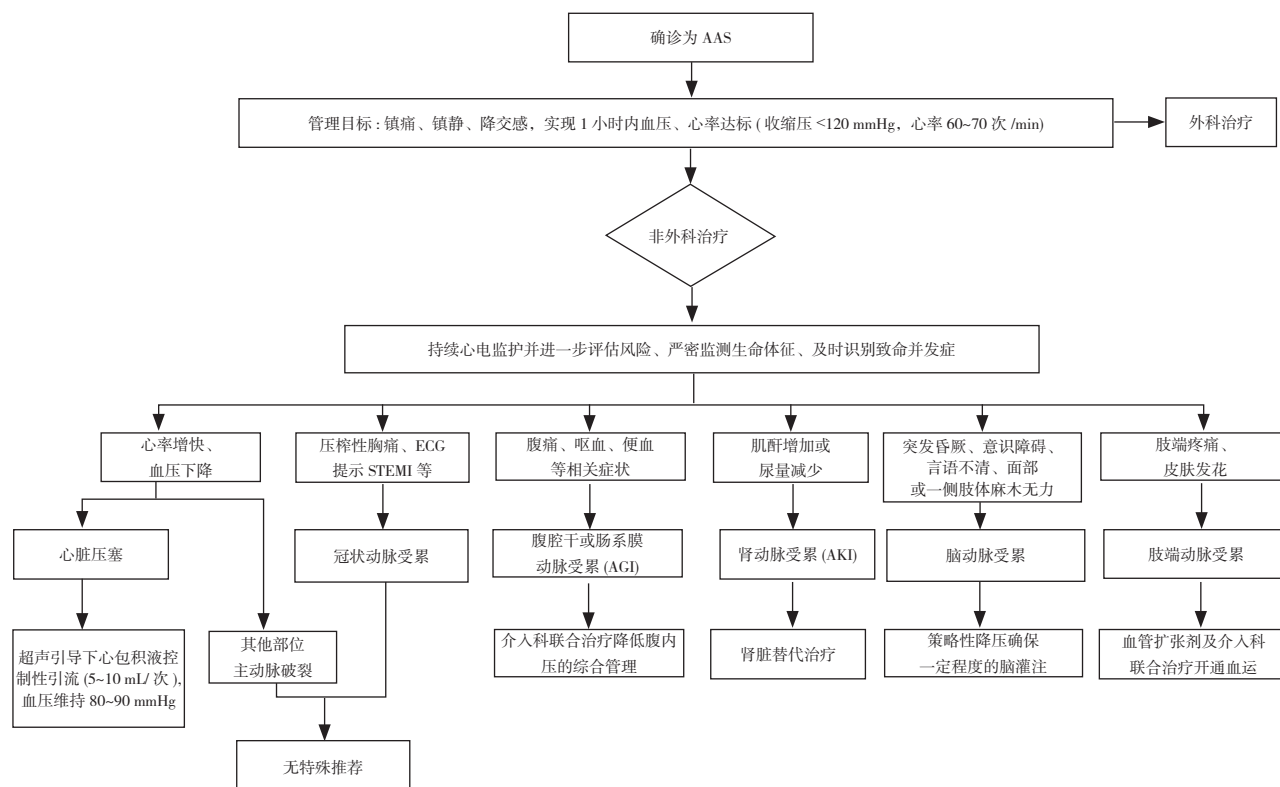 确诊为 AAS
管理目标：镇痛、镇静、降交感，实现 1 小时内血压、心率达标 ( 收缩压 <120 mmHg，心率 60~70 次 /min)
外科治疗
非外科治疗
持续心电监护并进一步评估风险、严密监测生命体征、及时识别致命并发症
心率增快、
血压下降
压榨性胸痛、ECG
提示 STEMI 等
腹痛、呕血、便血
等相关症状
肌酐增加或
尿量减少
突发昏厥、意识障碍、
言语不清、面部
或一侧肢体麻木无力
肢端疼痛、
皮肤发花
心脏压塞
冠状动脉受累
腹腔干或肠系膜
动脉受累 (AGI)
肾动脉受累 (AKI)
脑动脉受累
肢端动脉受累
超声引导下心包积液控
制性引流 (5~10 mL/ 次 ),
血压维持 80~90 mmHg
其他部位
主动脉破裂
介入科联合治疗降低腹内
压的综合管理
肾脏替代治疗
策略性降压确保
一定程度的脑灌注
血管扩张剂及介入科
联合治疗开通血运
无特殊推荐